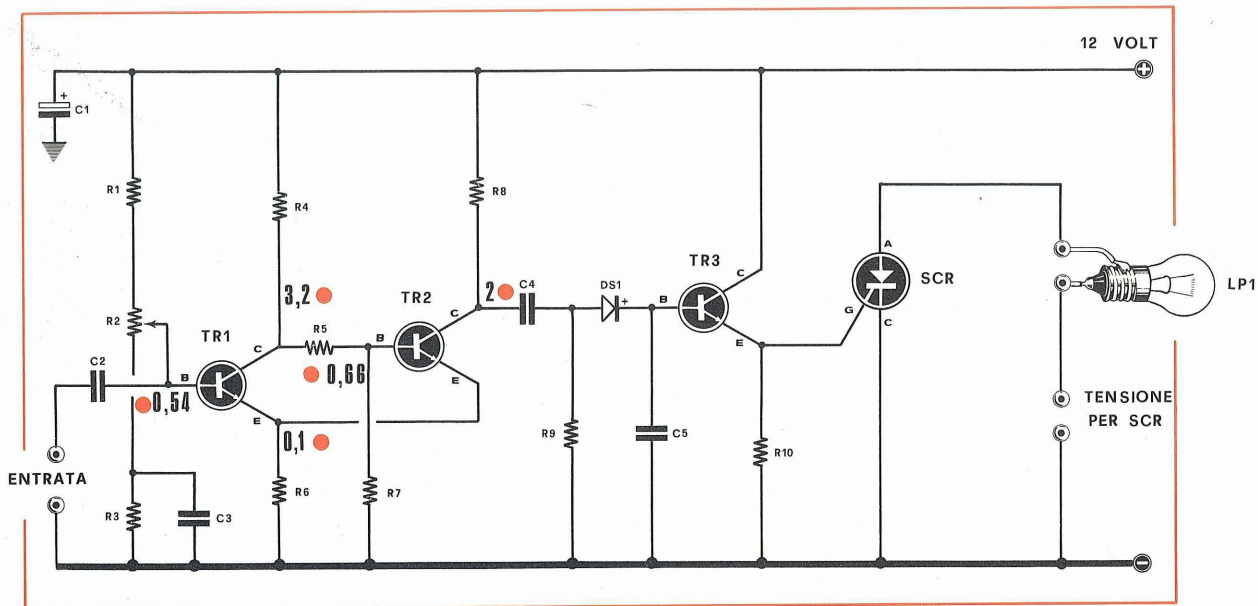 12 VOLT
+
+
C1
R1
R4
R8
A
TR3
C
SCR
G
C
LP1
3,2
TR2
2
C4
DS1
+
B
E
R2
TR1
C
R5
B
C
E
C2
B
0,66
0,54
E
0,1
TENSIONE
PER SCR
R9
C5
R10
ENTRATA
R3
C3
R6
R7
-